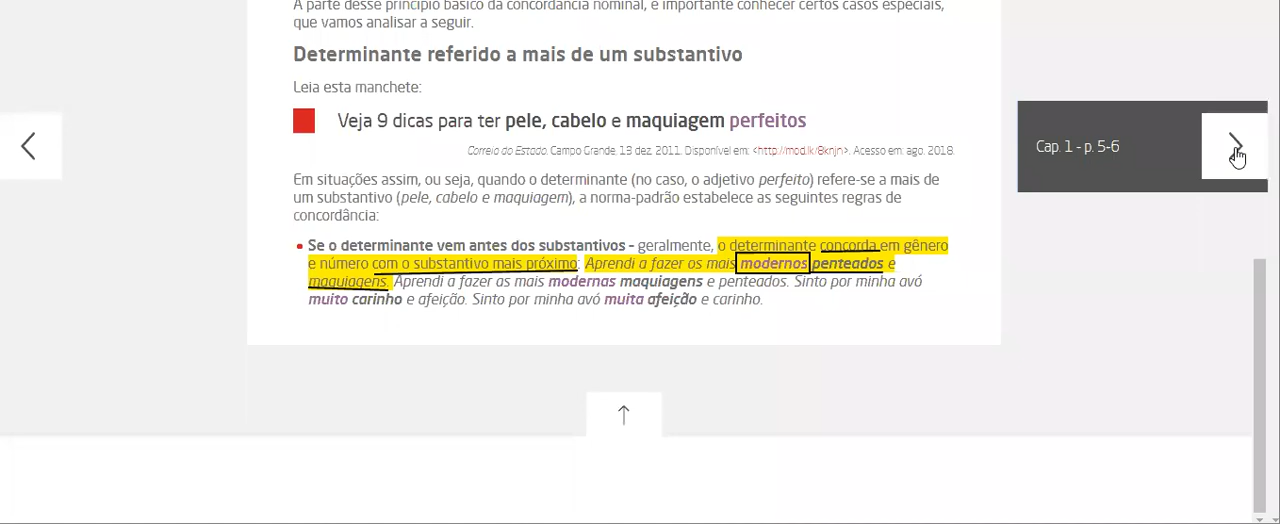 À parte desse princípio básico da concordância nominal, é importante conhecer certos casos especiais,
que vamos analisar a seguir.
Determinante referido a mais de um substantivo
Leia esta manchete:
Veja 9 dicas para ter pele, cabelo e maquiagem perfeitos
Correio do Estado. Campo Grande, 13 dez. 2011. Disponível em: <http://mod.lk/8knjn>. Acesso em: ago. 2018.
Em situações assim, ou seja, quando o determinante (no caso, o adjetivo perfeito) refere-se a mais de
um substantivo (pele, cabelo e maquiagem), a norma-padrão estabelece as seguintes regras de
concordância:
• Se o determinante vem antes dos substantivos – geralmente, o determinante concorda em gênero
e número com o substantivo mais próximo: Aprendi a fazer os mais modernos penteados e
maquiagens. Aprendi a fazer as mais modernas maquiagens e penteados. Sinto por minha avó
muito carinho e afeição. Sinto por minha avó muita afeição e carinho.
Cap. 1 - p. 5-6